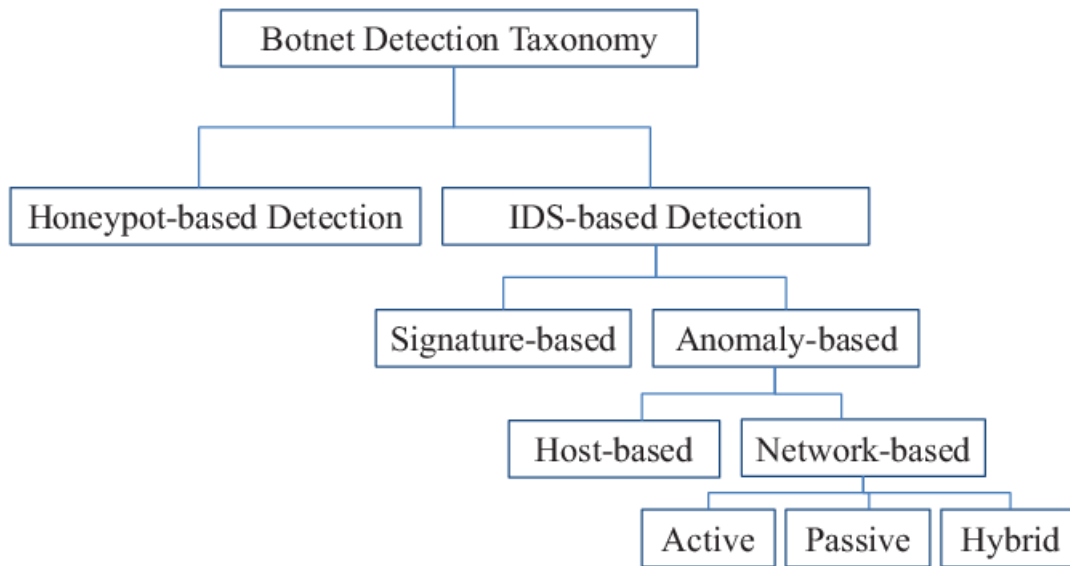 Botnet Detection Taxonomy
Honeypot-based Detection
IDS-based Detection
Signature-based
Anomaly-based
Host-based
Network-based
Active
Passive
Hybrid